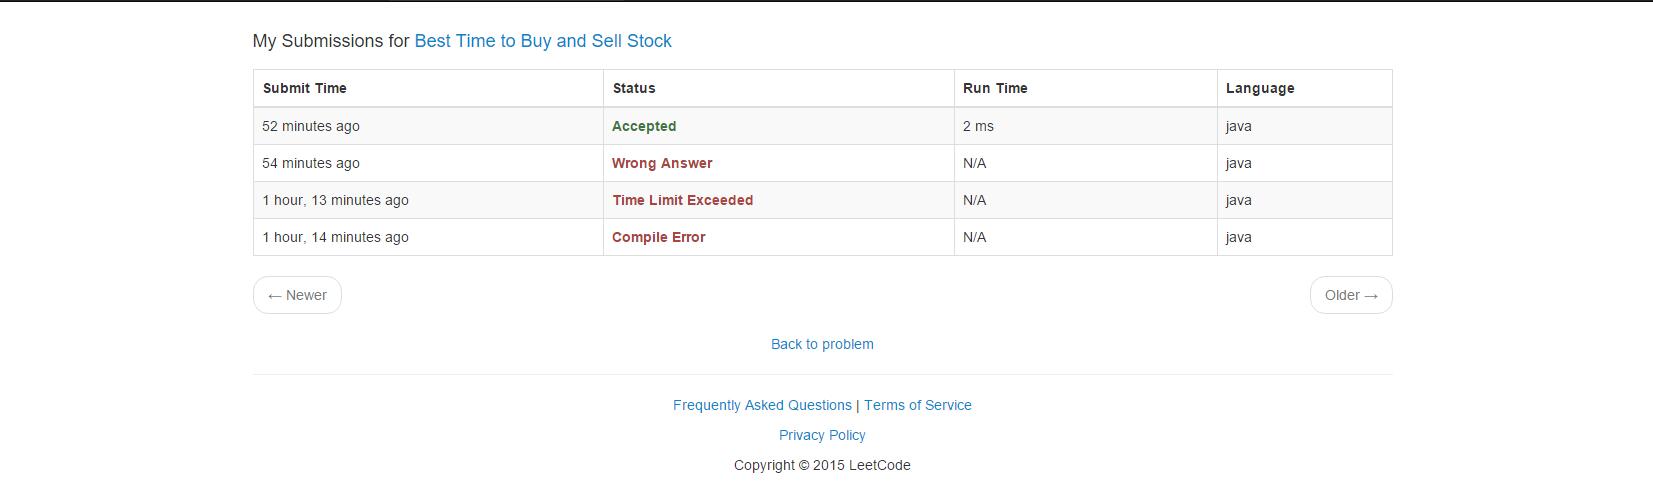 My Submissions for Best Time to Buy and Sell Stock
Submit Time Status Run Time Language
52 minutes ago Accepted 2 ms java
54 minutes ago Wrong Answer N/A java
1 hour, 13 minutes ago Time Limit Exceeded N/A java
1 hour, 14 minutes ago Compile Error N/A java
← Newer Older →
Back to problem
Frequently Asked Questions | Terms of Service
Privacy Policy
Copyright © 2015 LeetCode